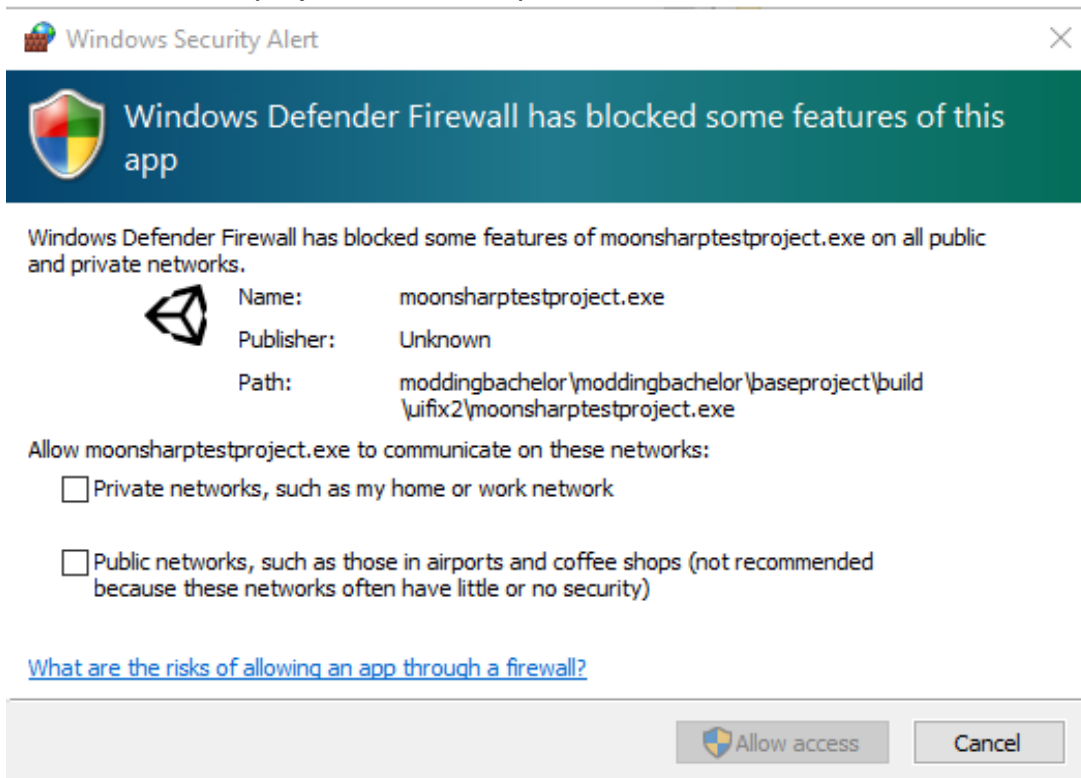 Windows Security Alert
Windows Defender Firewall has blocked some features of this
app
Windows Defender Firewall has blocked some features of moonsharptestproject.exe on all public
and private networks.
Name: moonsharptestproject.exe
Publisher: Unknown
Path: moddingbachelor\moddingbachelor\baseproject\build
\uifix2\moonsharptestproject.exe
Allow moonsharptestproject.exe to communicate on these networks:
Private networks, such as my home or work network
Public networks, such as those in airports and coffee shops (not recommended
because these networks often have little or no security)
What are the risks of allowing an app through a firewall?
Allow access Cancel